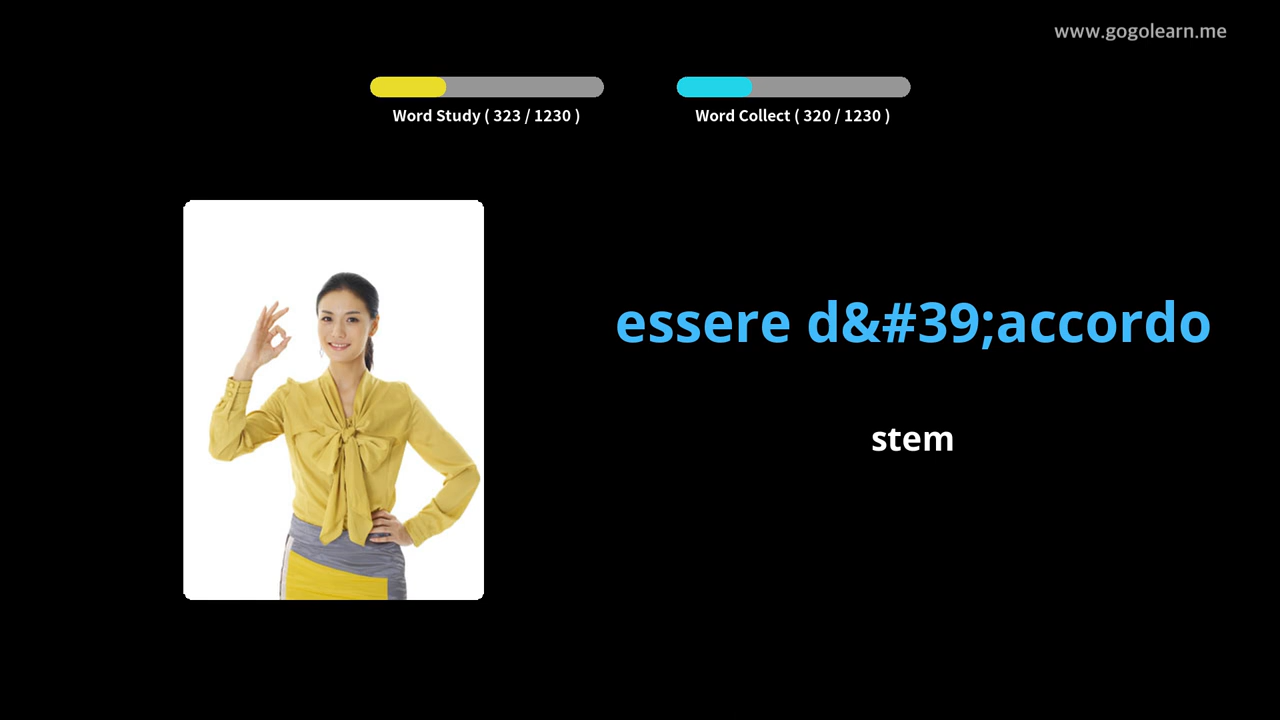 www.gogolearn.me
Word Study ( 323 / 1230 )
Word Collect ( 320 / 1230 )
essere d&#39;accordo
stem